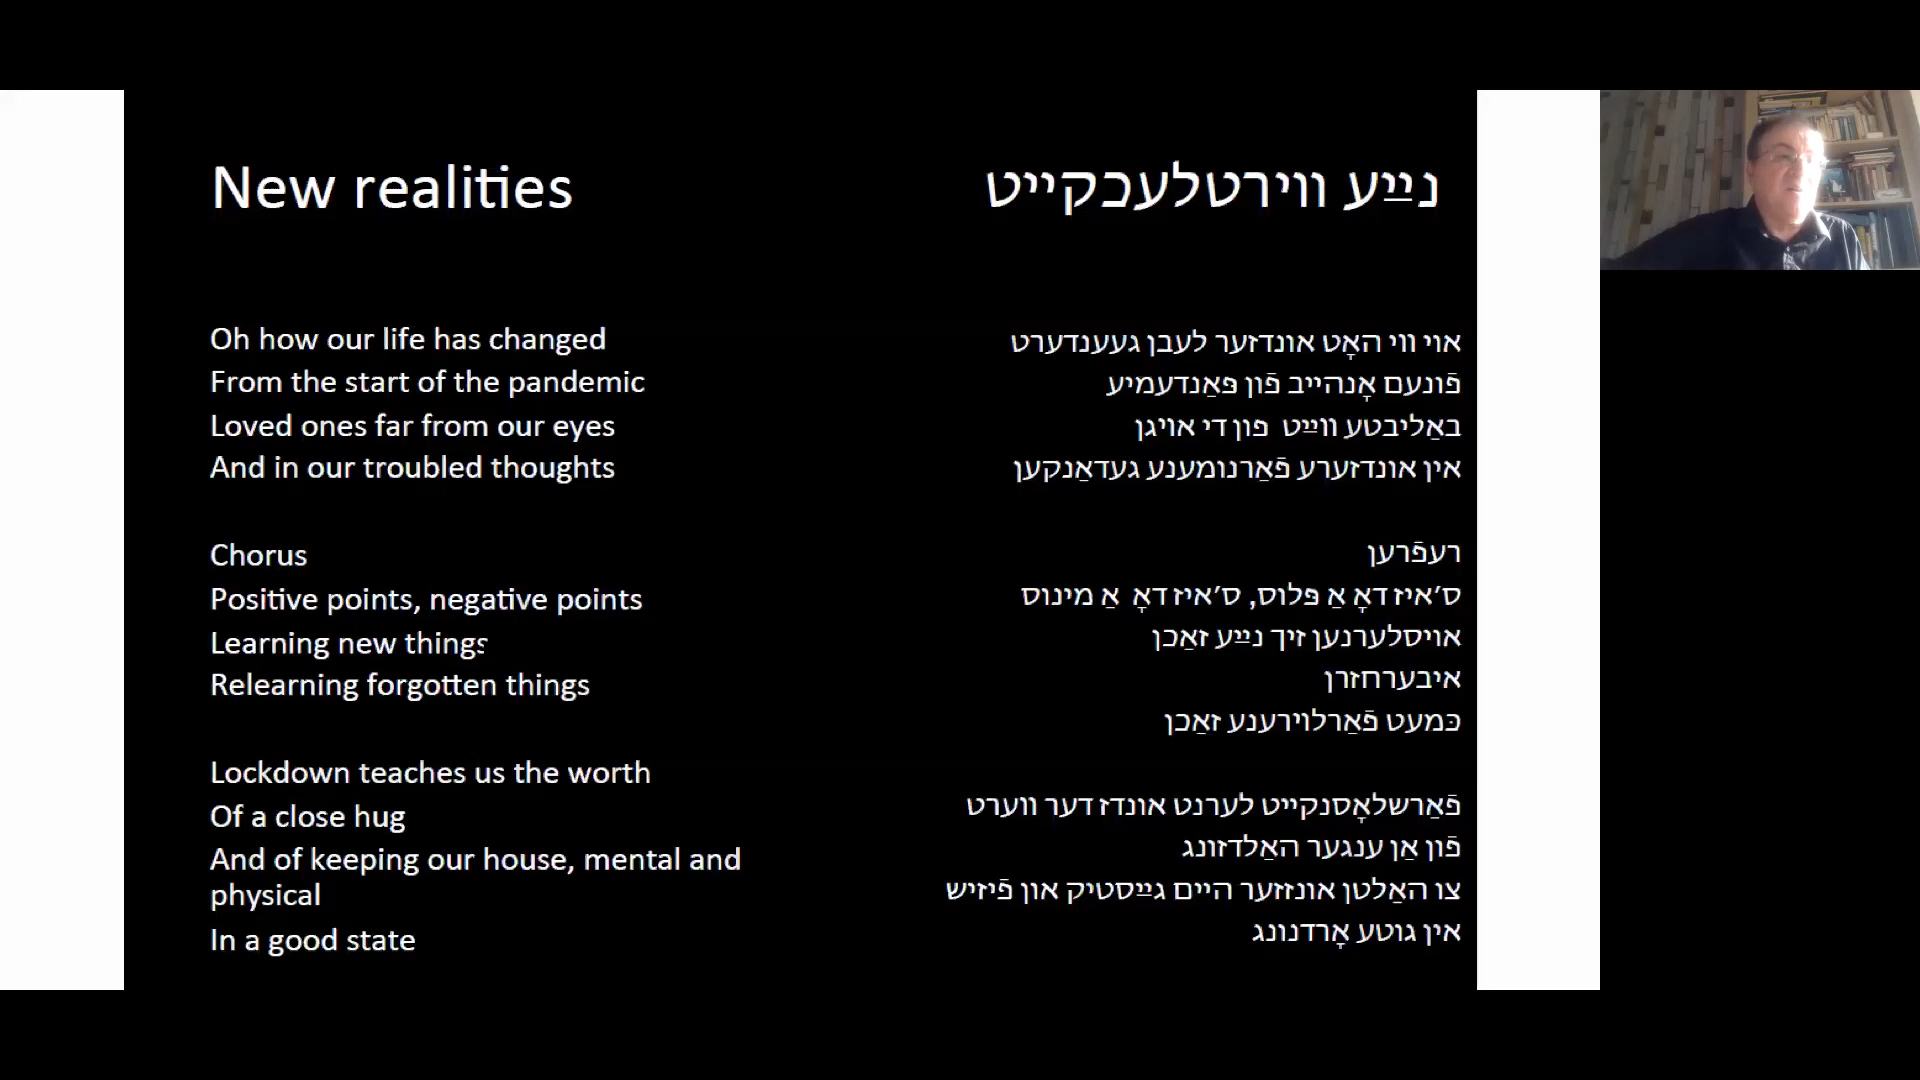 New realities
Oh how our life has changed
From the start of the pandemic
Loved ones far from our eyes
And in our troubled thoughts
Chorus
Positive points, negative points
Learning new things
Relearning forgotten things
Lockdown teaches us the worth
Of a close hug
And of keeping our house, mental and
physical
In a good state
נײַע ווירטלעכקייט
אוי ווי האָט אונדזער לעבן געענדערט
פֿונעם אָנהייב פֿון פּאַנדעמיע
באַליבטע ווײַט פון די אויגן
אין אונדזערע פֿאַרנומענע געדאַנקען
רעפֿרען
ס׳איז דאָ אַ פּלוס, ס׳איז דאָ אַ מינוס
אויסלערנען זיך נײַע זאַכן
איבערחזרן
כּמעט פֿאַרלוירענע זאַכן
פֿאַרשלאָסנקייט לערנט אונדז דער ווערט
פֿון אַן ענגער האַלדזונג
צו האַלטן אונזזער היים גײַסטיק און פֿיזיש
אין גוטע אָרדנונג